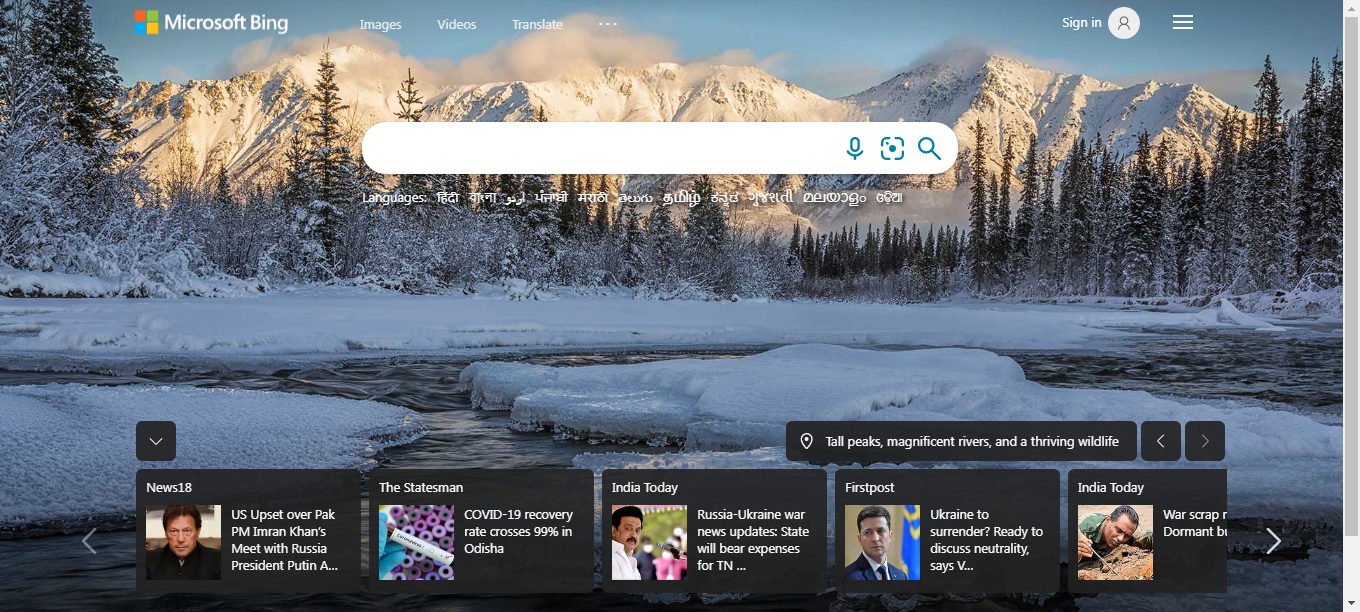 Microsoft Bing
Images
Videos
Translate
Sign in
Languages: हिंदी বাংলা اردو ਪੰਜਾਬੀ मराठी తెలుగు தமிழ் ಕನ್ನಡ ગુજરાતી മലയാളം ଓଡ଼ିଆ
Tall peaks, magnificent rivers, and a thriving wildlife
News18
US Upset over Pak
PM Imran Khan's
Meet with Russia
President Putin A...
The Statesman
COVID-19 recovery
rate crosses 99% in
Odisha
India Today
Russia-Ukraine war
news updates: State
will bear expenses
for TN ...
Firstpost
Ukraine to
surrender? Ready to
discuss neutrality,
says V...
India Today
War scrap
Dormant